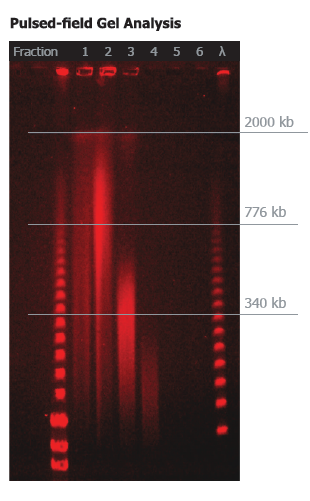 Pulsed-field Gel Analysis
Fraction 1 2 3 4 5 6 λ
2000 kb
776 kb
340 kb